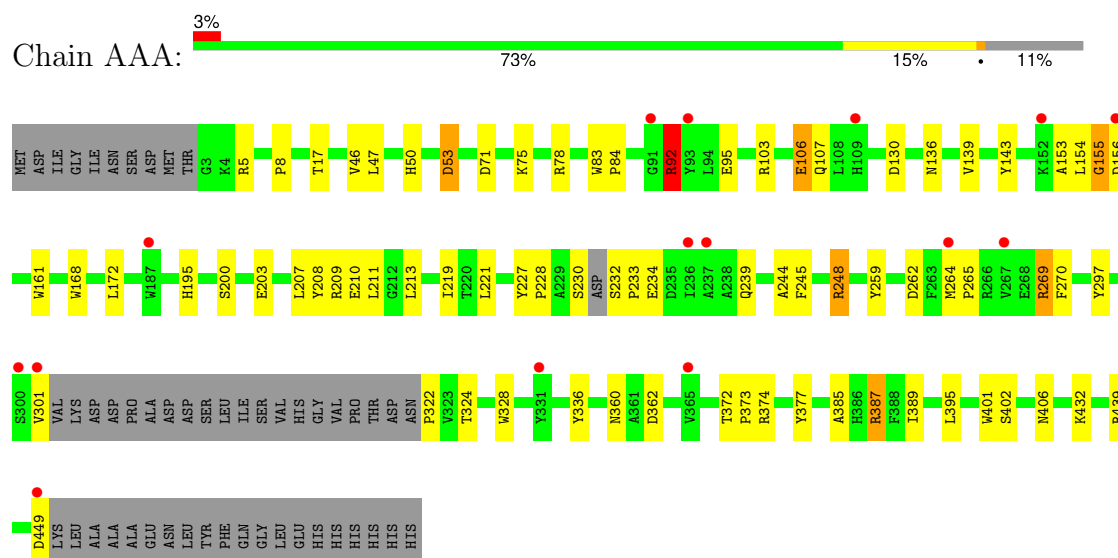 3%
Chain AAA:
73% 15% • 11%
MET ASP ILE GLY ILE ASN SER ASP MET THR G3 K4 R5 P8 T17 V46 L47 H50 D53 D71 K75 R78 W83 P84 G91 R92 Y93 L94 E95 R103 E106 Q107 L108 H109 D130 N136 V139 Y143 K152 A153 L154 G155 D156
W161 W168 L172 W187 H195 S200 E203 L207 Y208 R209 E210 L211 G212 L213 I219 T220 L221 Y227 P228 A229 S230 ASP S232 P233 E234 D235 I236 A237 A238 Q239 A244 F245 R248 Y259 D262 F263 M264 P265 R266 V267 E268 R269 F270 Y297
S300 V301 VAL LYS ASP ASP PRO ALA ASP ASP SER LEU ILE SER VAL HIS GLY VAL PRO THR ASP ASN P322 V323 T324 W328 Y331 Y336 N360 A361 D362 V365 T372 P373 R374 Y377 A385 H386 R387 F388 I389 L395 W401 S402 N406 K432
D449 LYS LEU ALA ALA ALA GLU ASN LEU TYR PHE GLN GLY LEU GLU HIS HIS HIS HIS HIS HIS